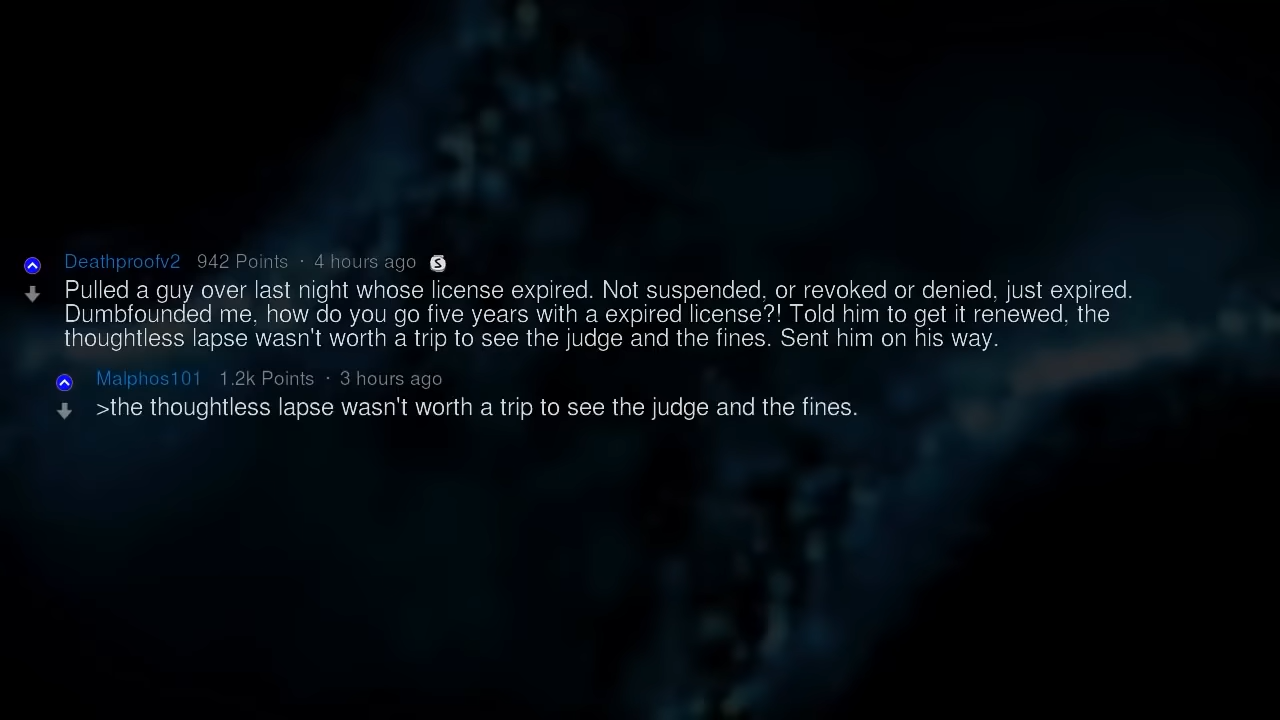 Deathproofv2 942 Points · 4 hours ago S
Pulled a guy over last night whose license expired. Not suspended, or revoked or denied, just expired.
Dumbfounded me, how do you go five years with a expired license?! Told him to get it renewed, the
thoughtless lapse wasn't worth a trip to see the judge and the fines. Sent him on his way.
Malphos101 1.2k Points · 3 hours ago
>the thoughtless lapse wasn't worth a trip to see the judge and the fines.